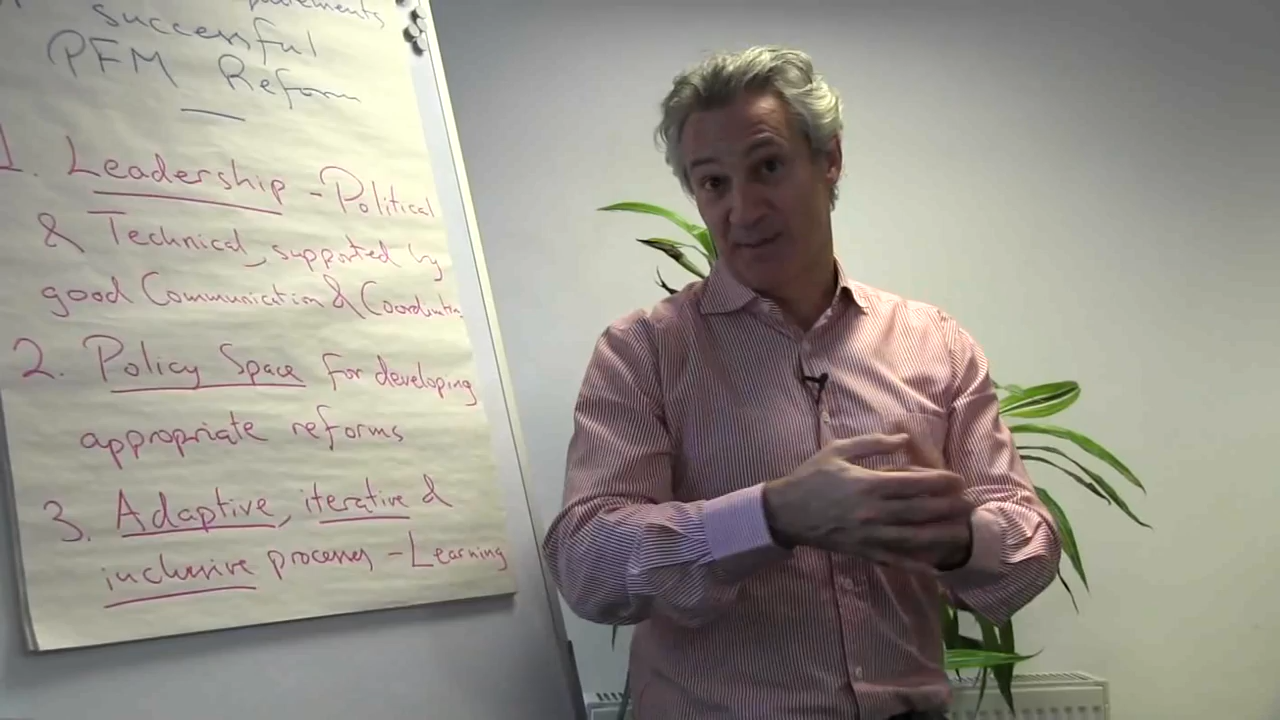 successful
PFM Reform
1. Leadership - Political
& Technical, supported by
good Communication & Coordination
2. Policy Space for developing
appropriate reforms
3. Adaptive, iterative &
inclusive processes - Learning